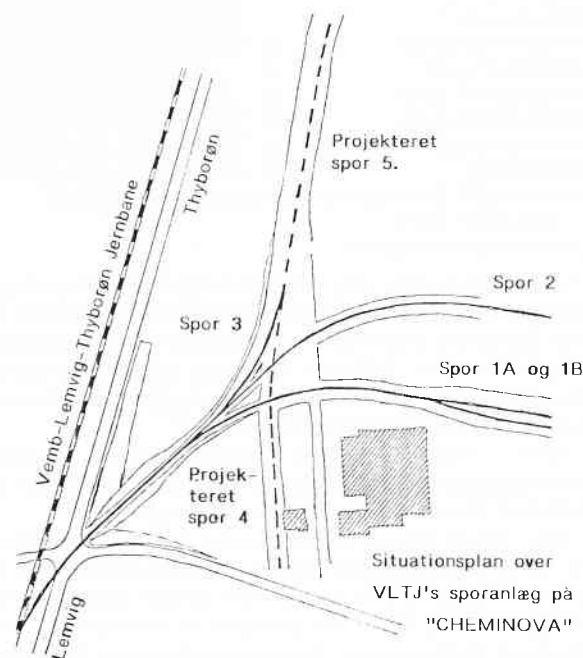 Projekteret
spor 5.
Thyborøn
Vemb-Lemvig-Thyborøn Jernbane
Spor 2
Spor 3
Spor 1A og 1B
Projek-
teret
spor 4
Situationsplan over
VLTJ's sporanlæg på
"CHEMINOVA"
Lemvig